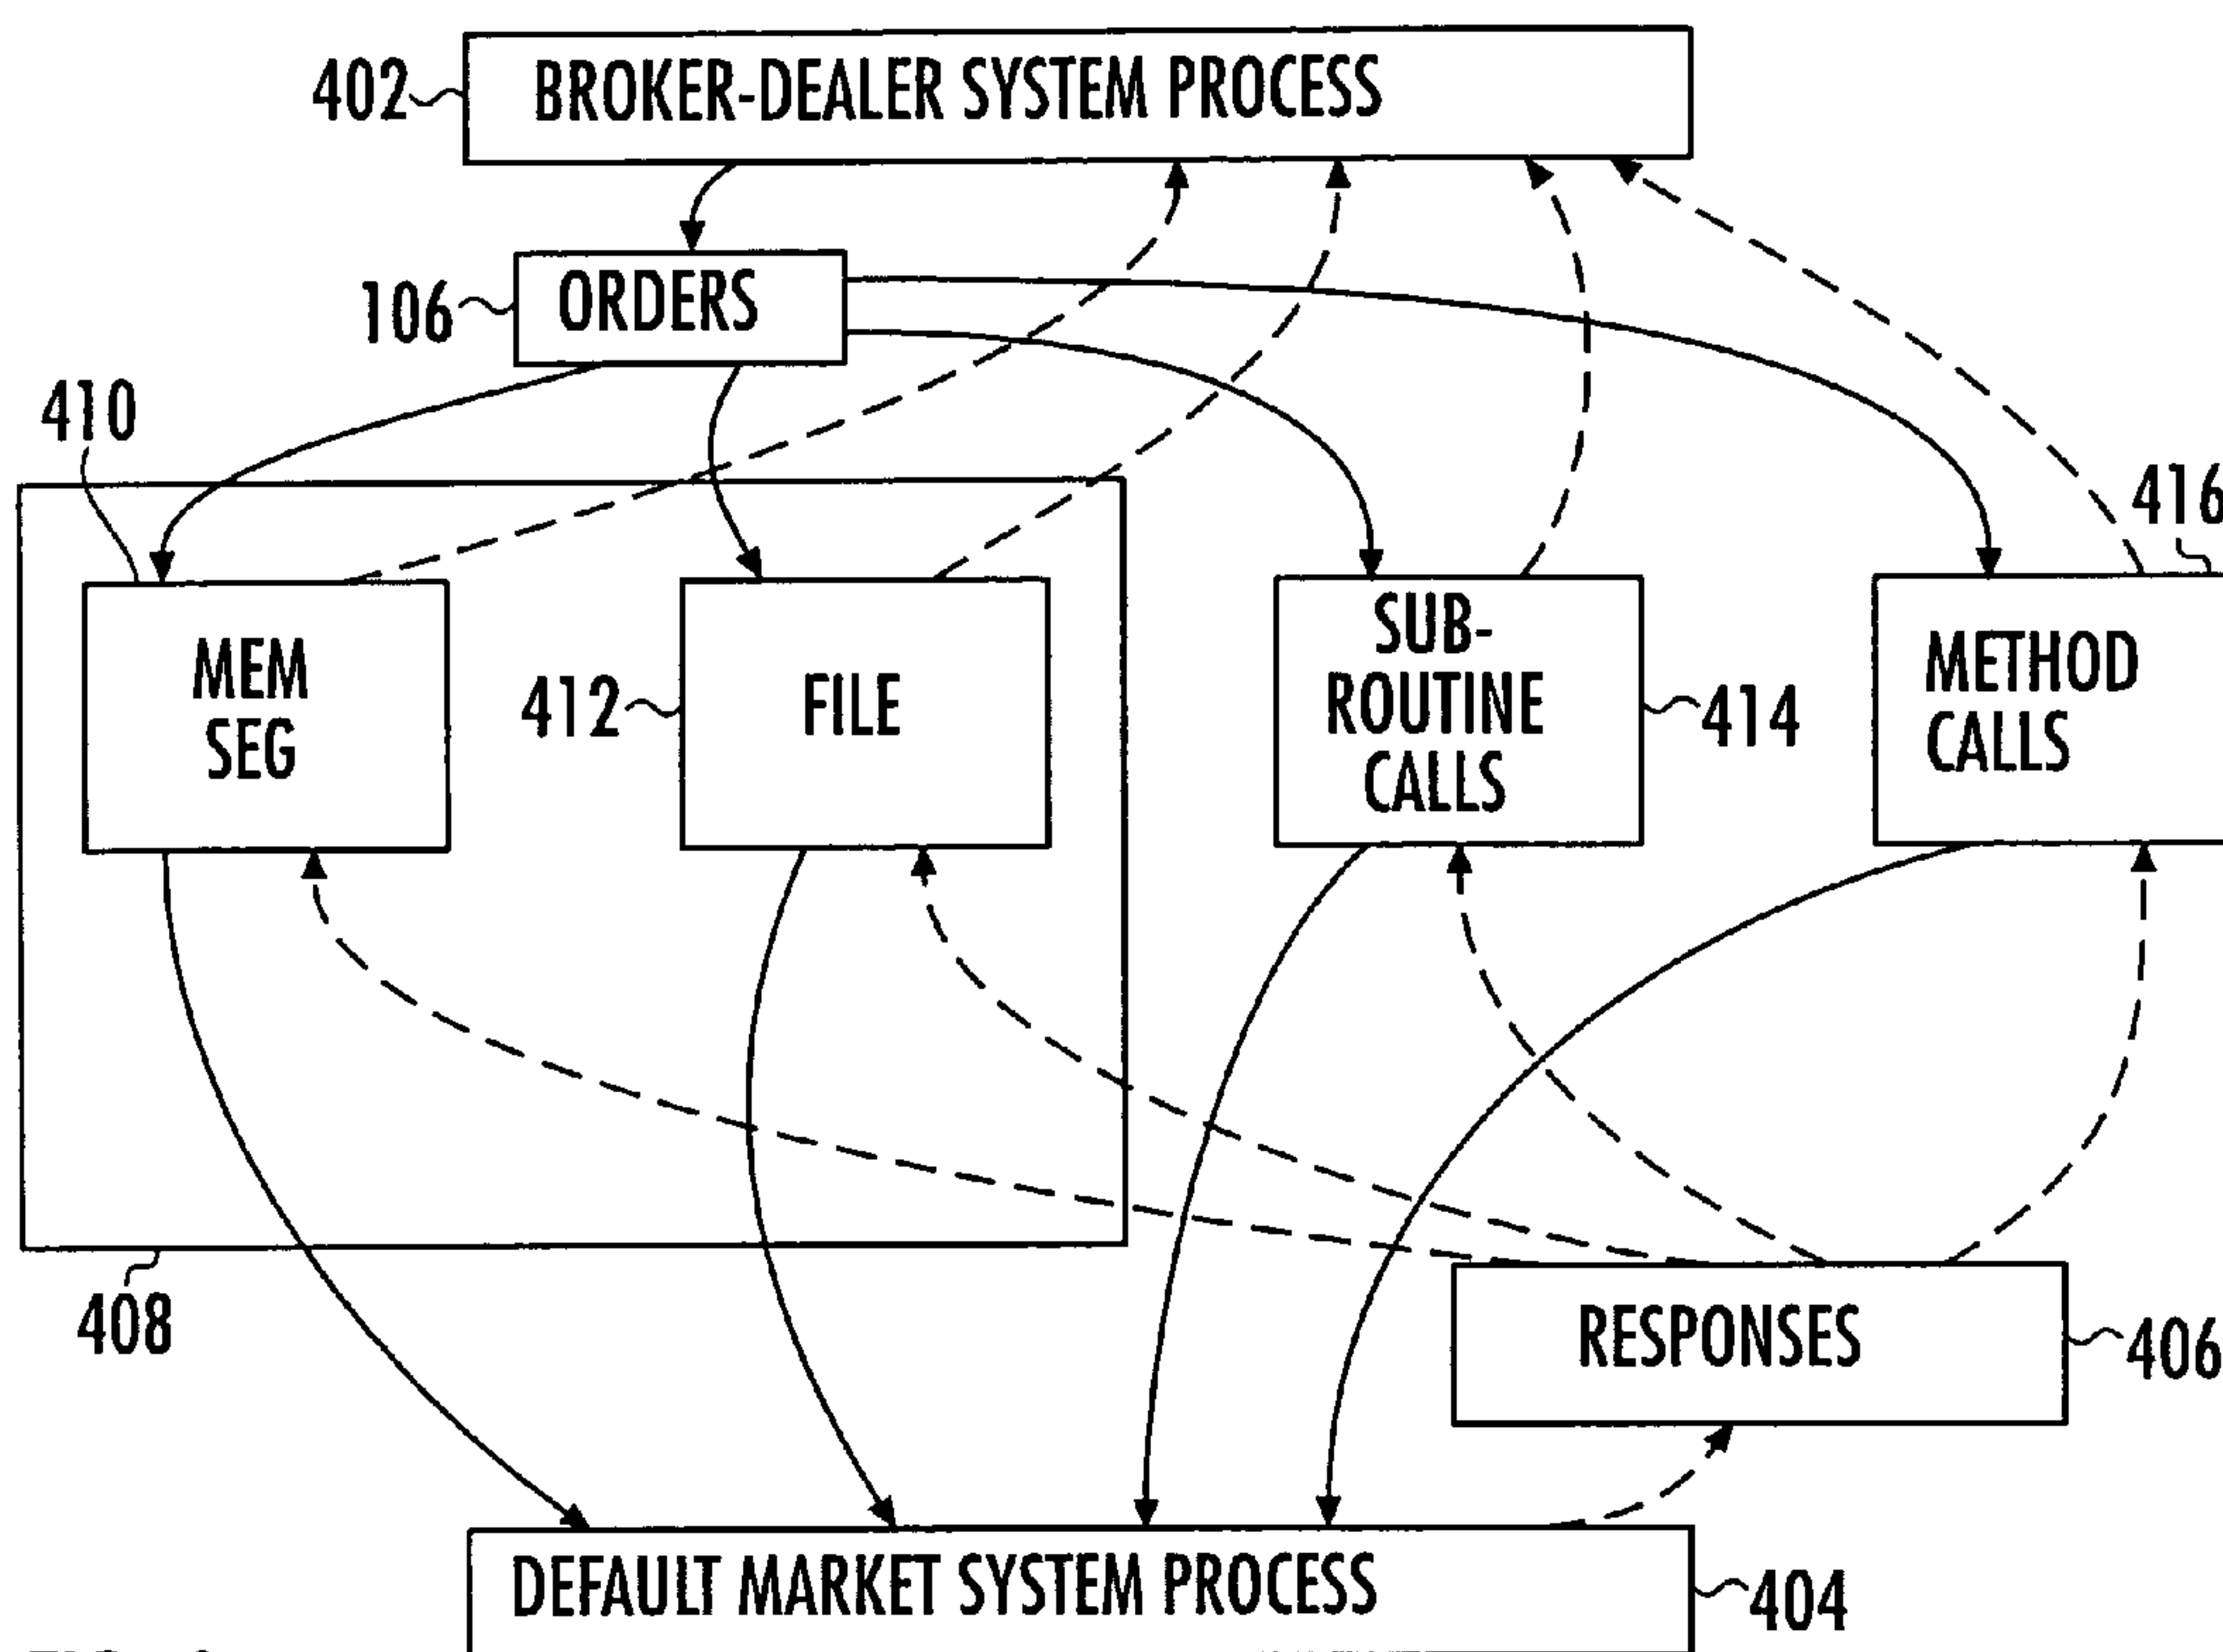 402
BROKER-DEALER SYSTEM PROCESS
106
ORDERS
410
416
MEM
SEG
412
FILE
SUB-
ROUTINE
CALLS
414
METHOD
CALLS
408
RESPONSES
406
DEFAULT MARKET SYSTEM PROCESS
404